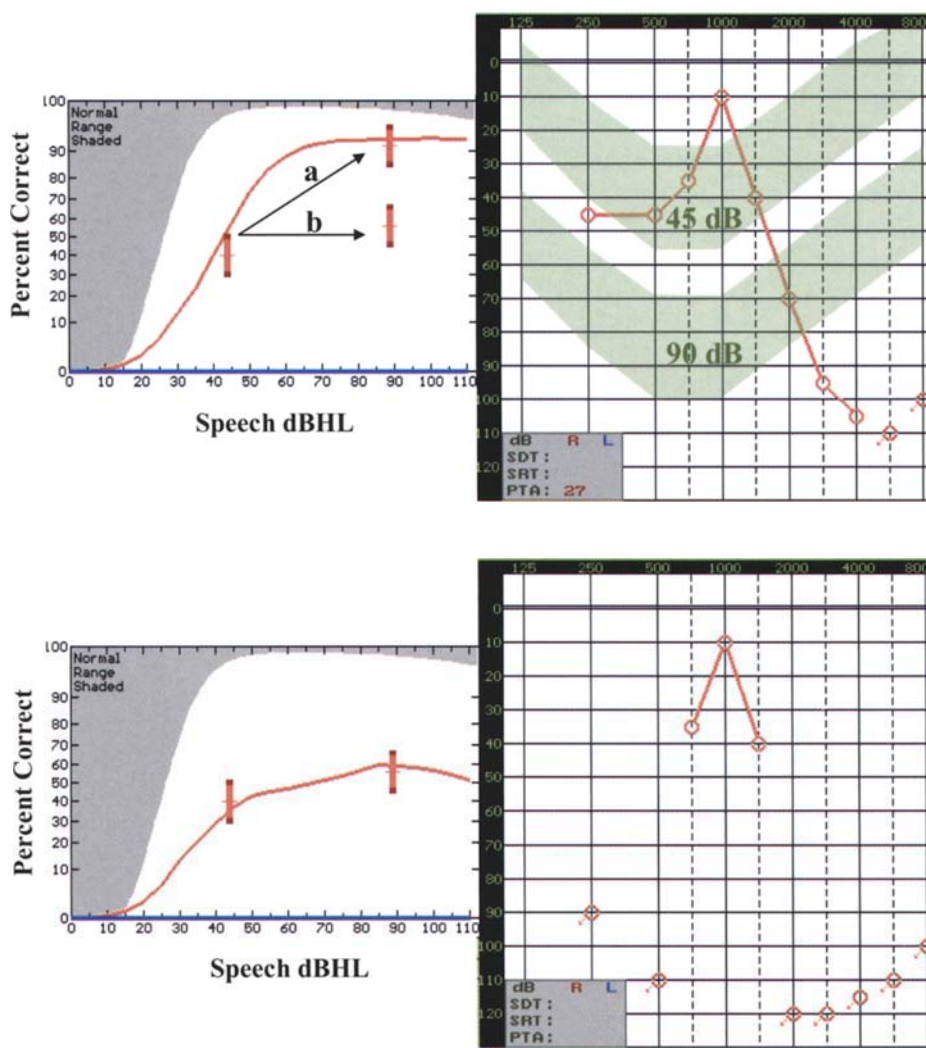 125 250 500 1000 2000 4000 8000
0
10
20
30
40
50
60
70
80
90
100
110
120
45 dB
90 dB
dB R L
SDT :
SRT :
PTA: 27
100
90
80
70
60
50
40
30
20
10
0
Normal
Range
Shaded
a
b
Percent Correct
0 10 20 30 40 50 60 70 80 90 100 110
Speech dBHL
125 250 500 1000 2000 4000 8000
0
10
20
30
40
50
60
70
80
90
100
110
120
dB R L
SDT :
SRT :
PTA:
100
90
80
70
60
50
40
30
20
10
0
Normal
Range
Shaded
Percent Correct
0 10 20 30 40 50 60 70 80 90 100 110
Speech dBHL